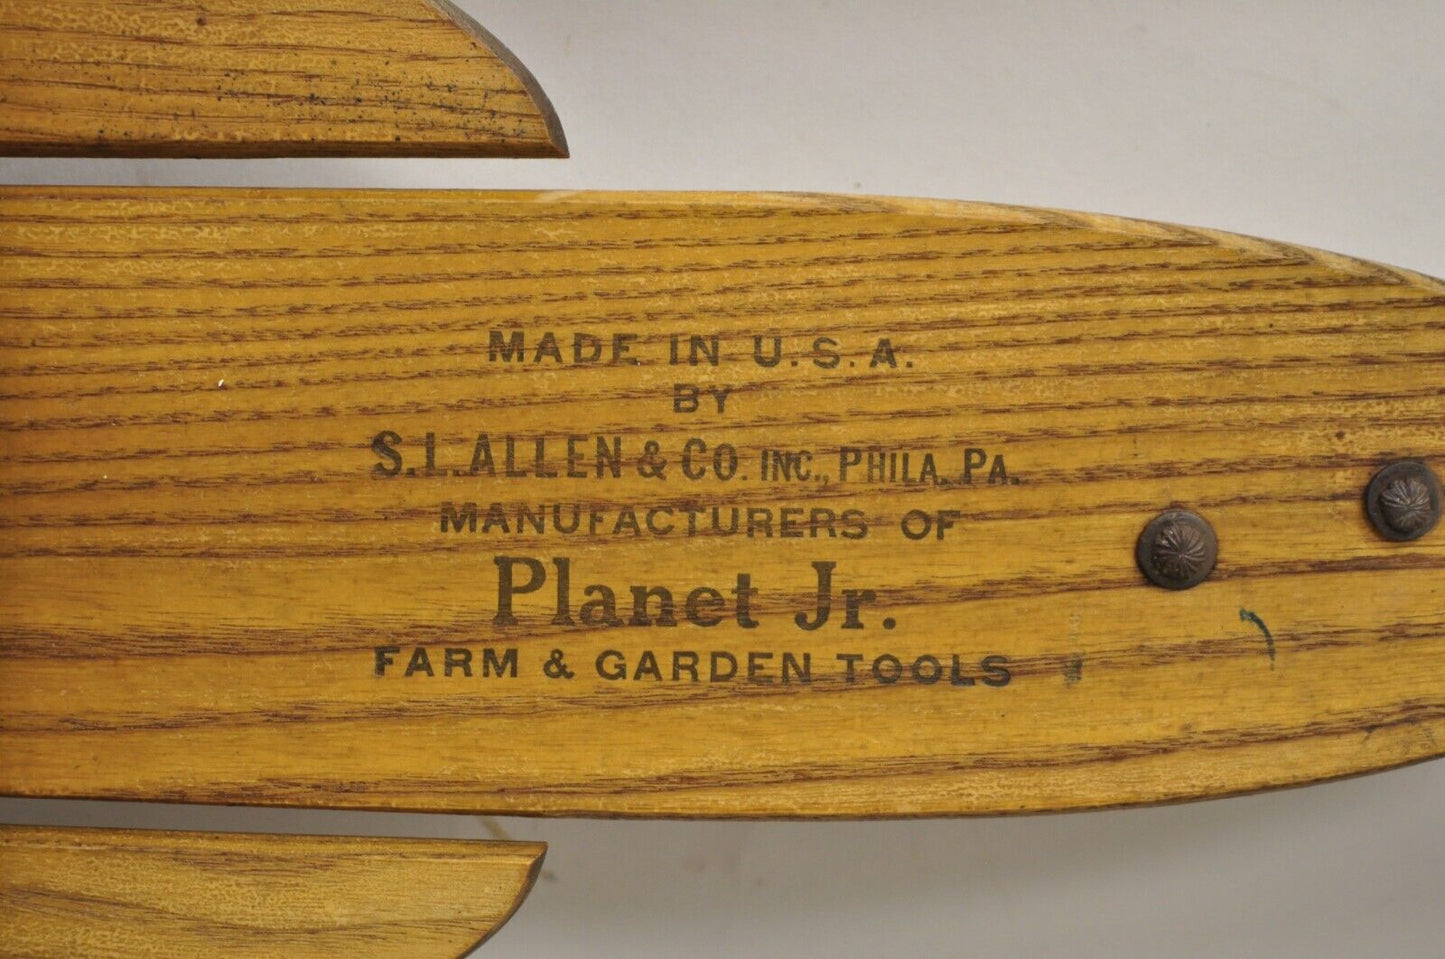 MADE IN U.S.A.
BY
S.L.ALLEN & CO. INC., PHILA. PA.
MANUFACTURERS OF
Planet Jr.
FARM & GARDEN TOOLS